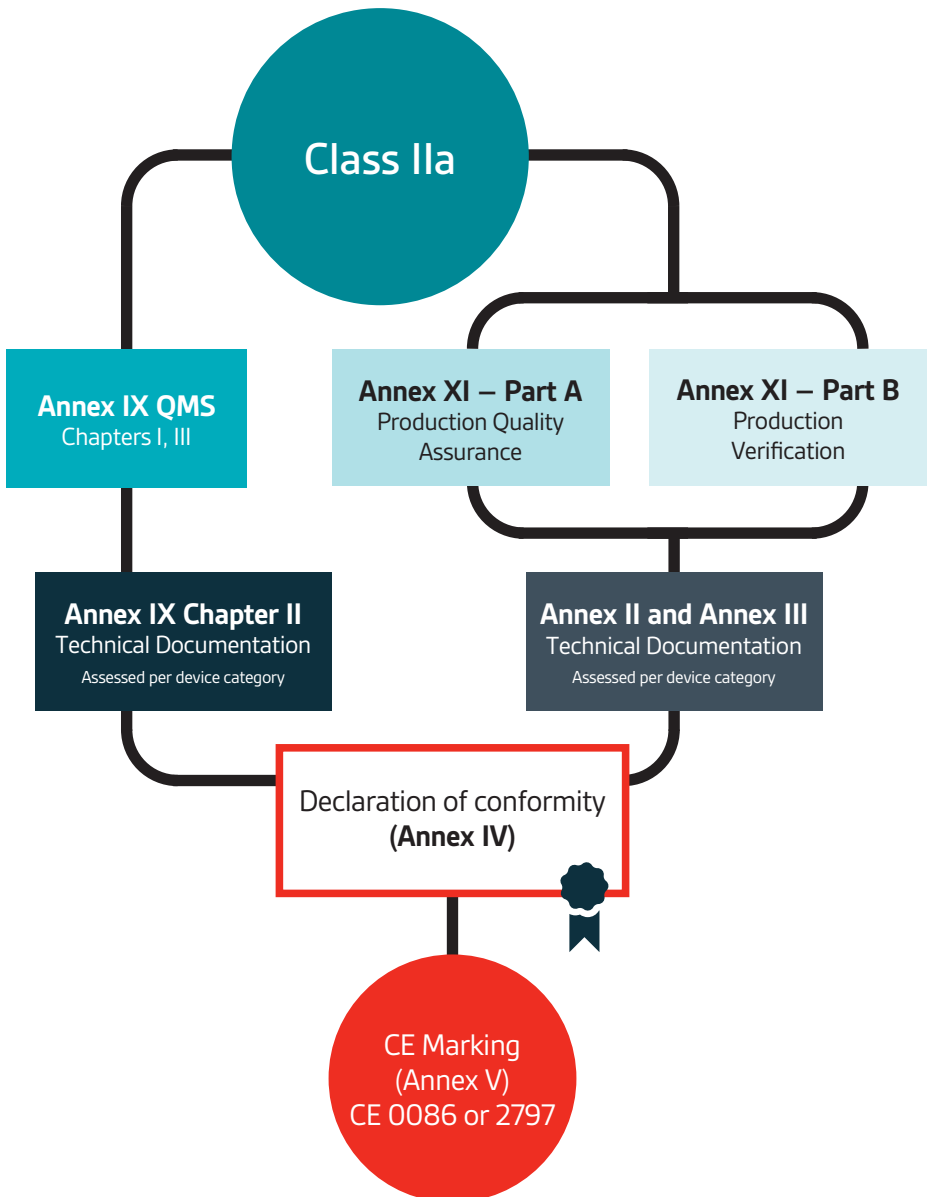 Class IIa
Annex IX QMS
Chapters I, III
Annex XI – Part A
Production Quality
Assurance
Annex XI – Part B
Production
Verification
Annex IX Chapter II
Technical Documentation
Assessed per device category
Annex II and Annex III
Technical Documentation
Assessed per device category
Declaration of conformity
(Annex IV)
CE Marking
(Annex V)
CE 0086 or 2797